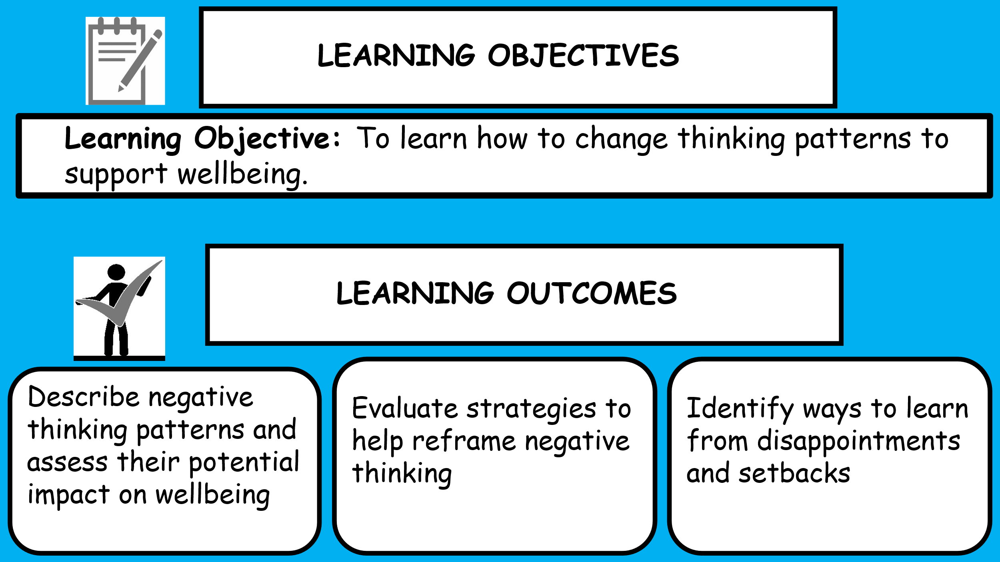 LEARNING OBJECTIVES
Learning Objective: To learn how to change thinking patterns to
support wellbeing.
LEARNING OUTCOMES
Describe negative
thinking patterns and
assess their potential
impact on wellbeing
Evaluate strategies to
help reframe negative
thinking
Identify ways to learn
from disappointments
and setbacks